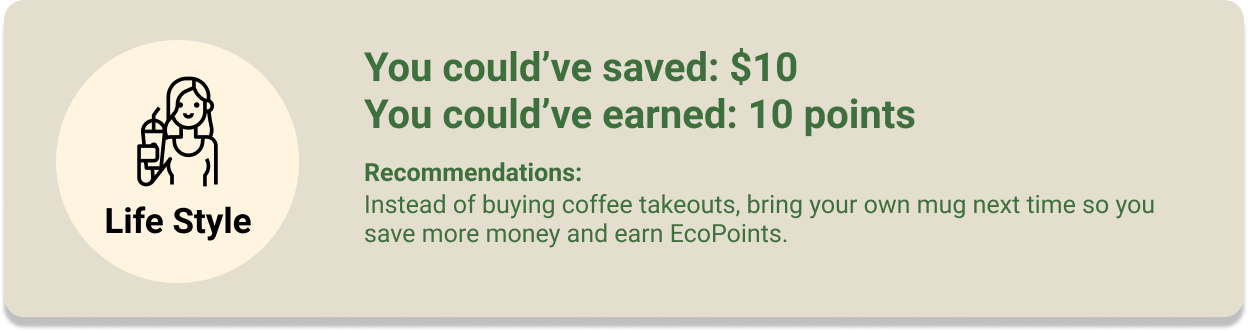 You could’ve saved: $10
You could’ve earned: 10 points
Recommendations:
Instead of buying coffee takeouts, bring your own mug next time so you
save more money and earn EcoPoints.
Life Style